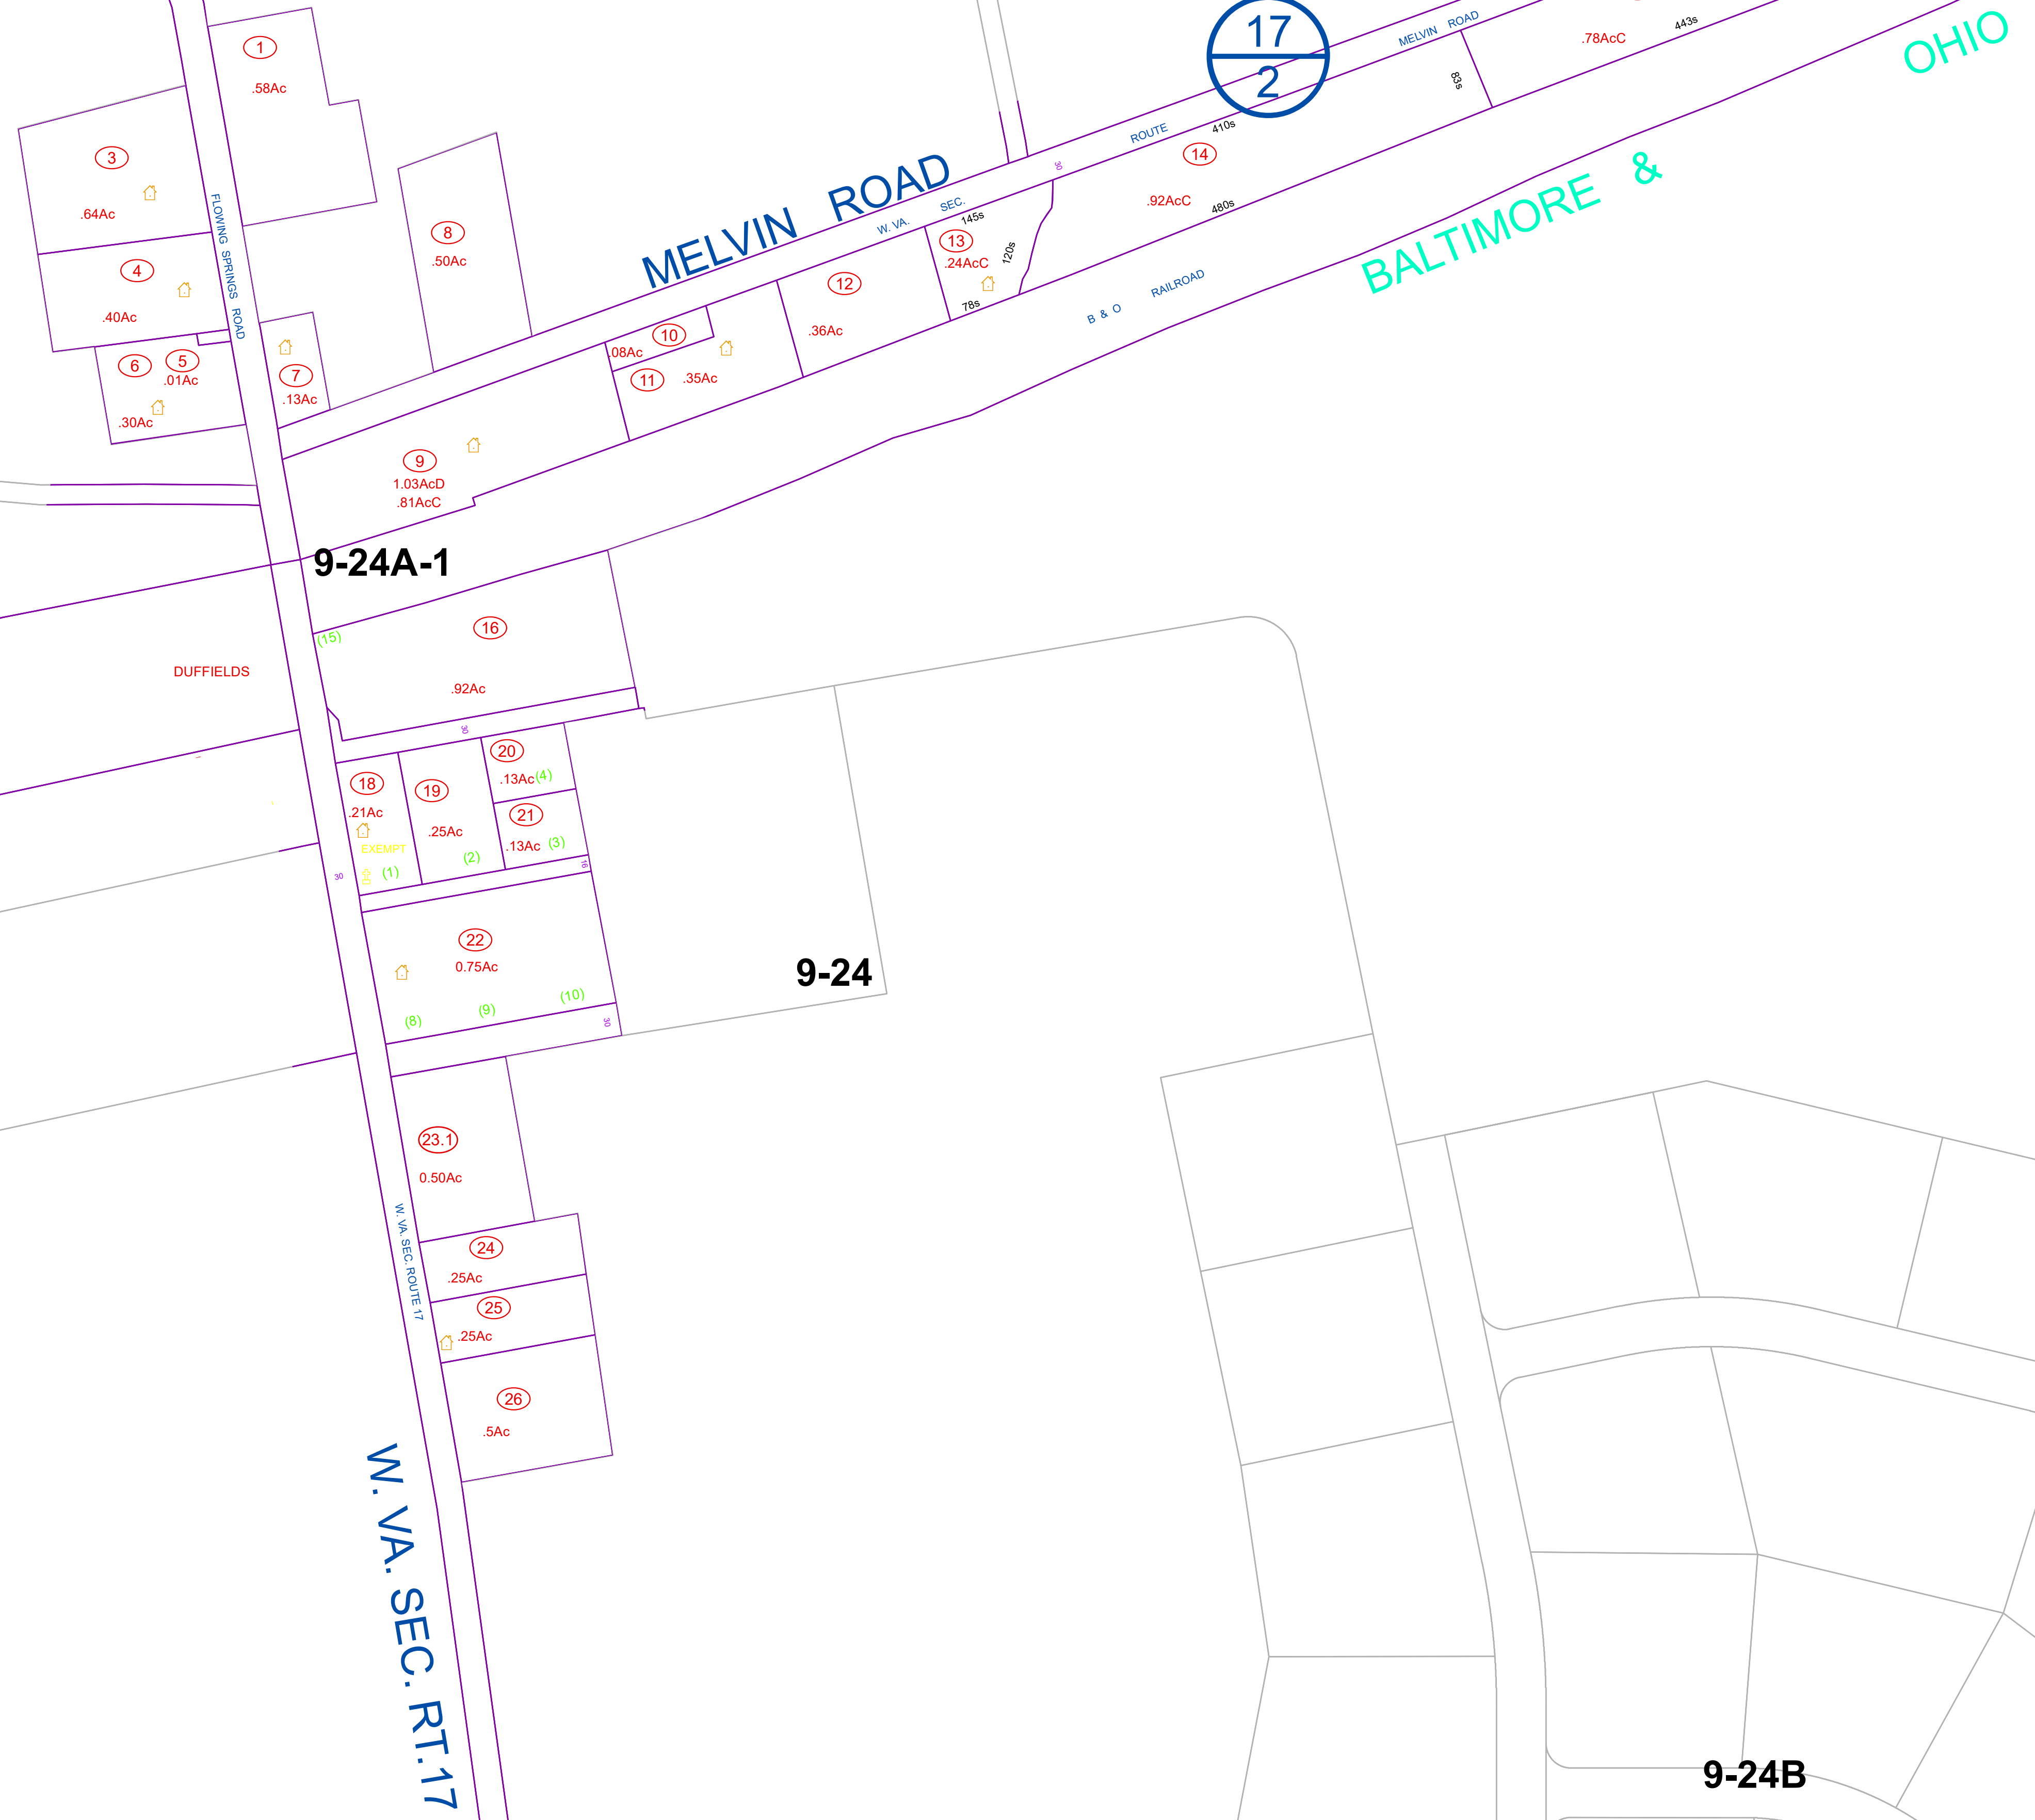 1
.58Ac
3
.64Ac
4
.40Ac
5
.01Ac
6
.30Ac
7
.13Ac
8
.50Ac
FLOWING SPRINGS ROAD
MELVIN ROAD
W. VA. SEC. ROUTE
MELVIN ROAD
17
2
30
410s
443s
.78AcC
83s
OHIO
14
.92AcC
480s
BALTIMORE &
145s
13
.24AcC
120s
78s
B & O RAILROAD
12
.36Ac
10
.08Ac
11
.35Ac
9
1.03AcD
.81AcC
9-24A-1
(15)
16
.92Ac
DUFFIELDS
30
18
.21Ac
EXEMPT
(1)
19
.25Ac
(2)
20
.13Ac
(4)
21
.13Ac
(3)
16
30
22
0.75Ac
(8)
(9)
(10)
30
9-24
23.1
0.50Ac
W. VA. SEC. ROUTE 17
24
.25Ac
25
.25Ac
26
.5Ac
W. VA. SEC. RT.17
9-24B